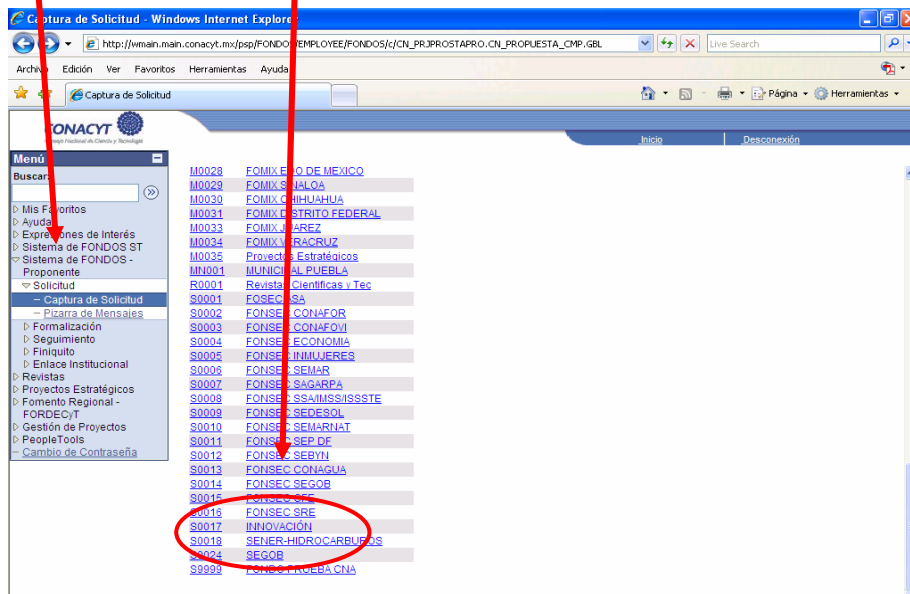 Captura de Solicitud - Windows Internet Explorer
http://wmain.main.conacyt.mx/psp/FONDOS/EMPLOYEE/FONDOS/c/CN_PRJPROSTAPRO.CN_PROPUESTA_CMP.GBL
Live Search
Archivo Edición Ver Favoritos Herramientas Ayuda
Captura de Solicitud
Página Herramientas
CONACYT
Consejo Nacional de Ciencia y Tecnología
Inicio Desconexión
Menú
Buscar:
Mis Favoritos
Ayuda
Expresiones de Interés
Sistema de FONDOS ST
Sistema de FONDOS -
Proponente
Solicitud
– Captura de Solicitud
– Pizarra de Mensajes
Formalización
Seguimiento
Finiquito
Enlace Institucional
Revistas
Proyectos Estratégicos
Fomento Regional -
FORDECyT
Gestión de Proyectos
PeopleTools
– Cambio de Contraseña
M0028 FOMIX EDO DE MEXICO
M0029 FOMIX SINALOA
M0030 FOMIX CHIHUAHUA
M0031 FOMIX DISTRITO FEDERAL
M0033 FOMIX JUAREZ
M0034 FOMIX VERACRUZ
M0035 Proyectos Estratégicos
MN001 MUNICIPAL PUEBLA
R0001 Revistas Cientificas y Tec
S0001
S0002 FONSEC CONAFOR
S0003 FONSEC CONAFOVI
S0004 FONSEC ECONOMIA
S0005 FONSEC INMUJERES
S0006 FONSEC SEMAR
S0007 FONSEC SAGARPA
S0008 FONSEC SSA/IMSS/ISSSTE
S0009 FONSEC SEDESOL
S0010 FONSEC SEMARNAT
S0011 FONSEC SEP DF
S0012 FONSEC SEBYN
S0013 FONSEC CONAGUA
S0014 FONSEC SEGOB
S0015 FONSEC CFE
S0016 FONSEC SRE
S0017 INNOVACIÓN
S0018 SENER-HIDROCARBUROS
S0024 SEGOB
S9999 FONDO PRUEBA CNA